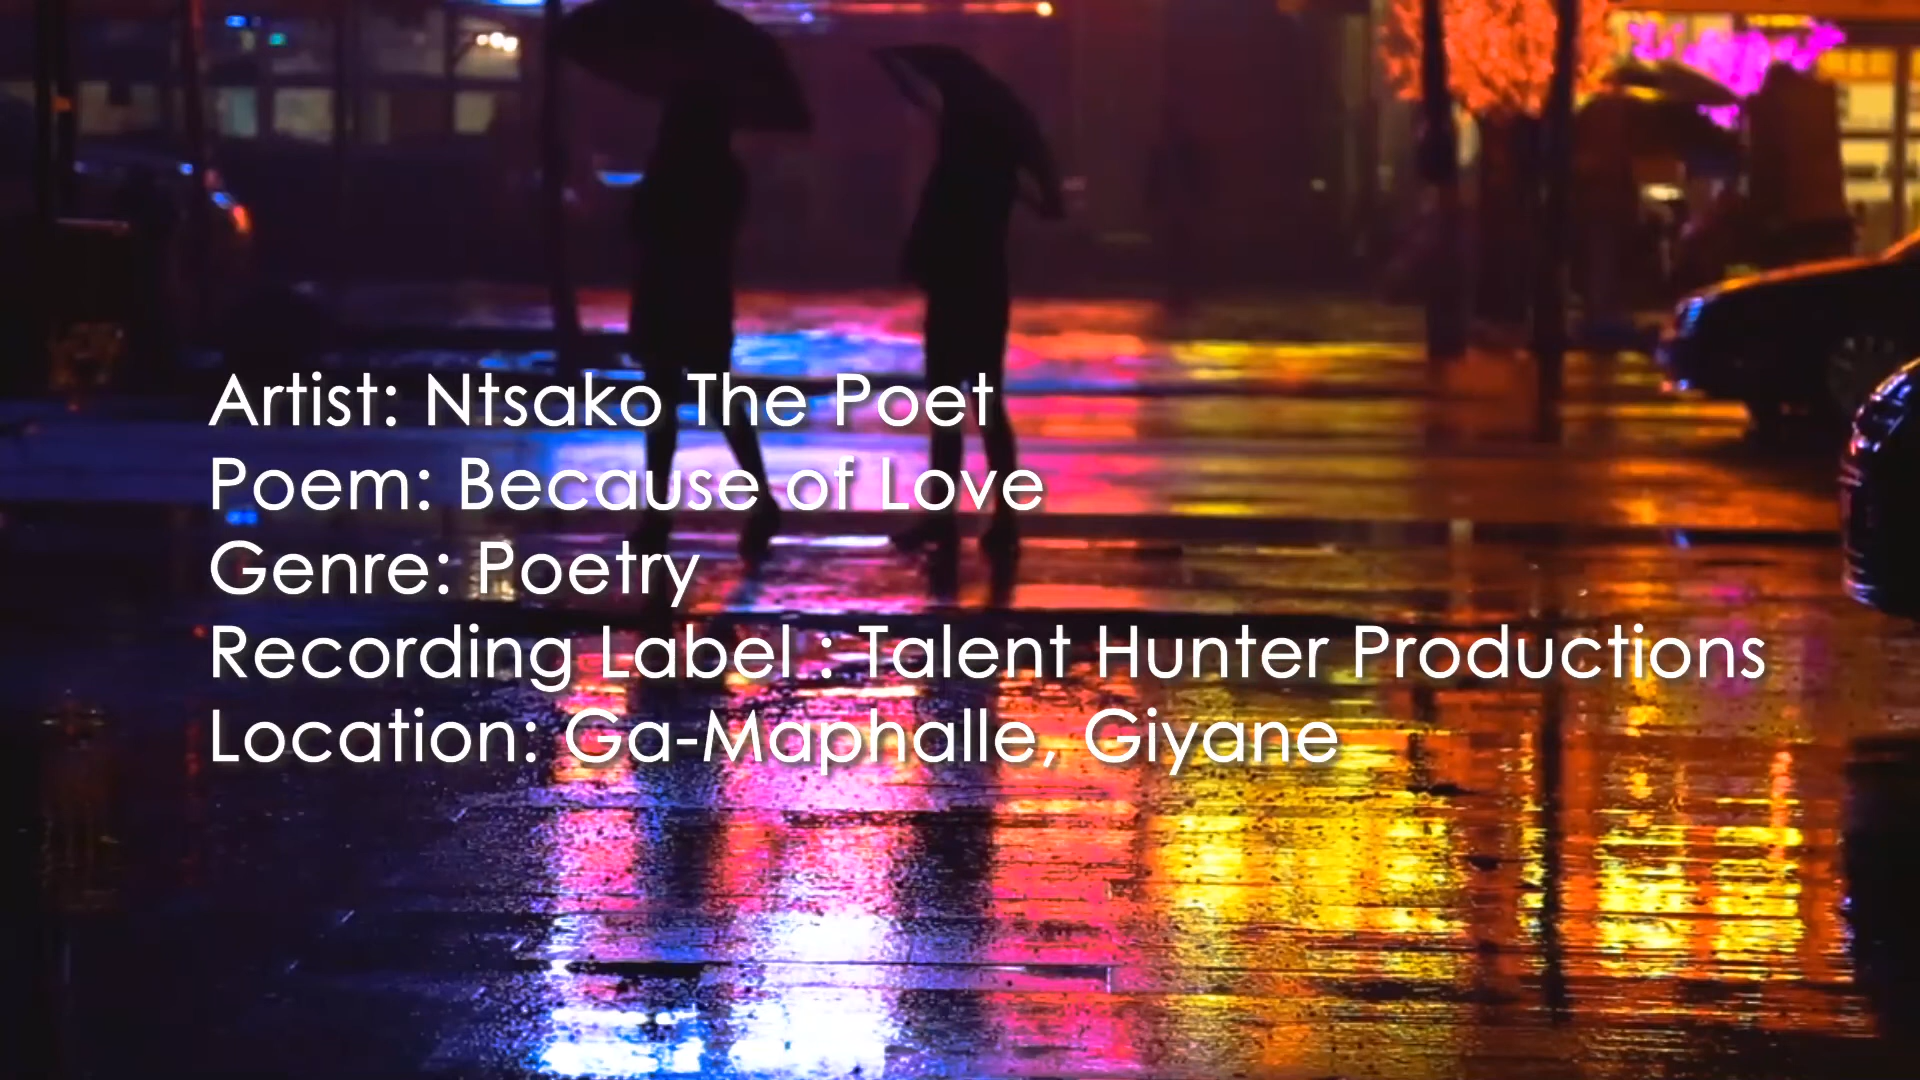 Artist: Ntsako The Poet
Poem: Because of Love
Genre: Poetry
Recording Label : Talent Hunter Productions
Location: Ga-Maphalle, Giyane